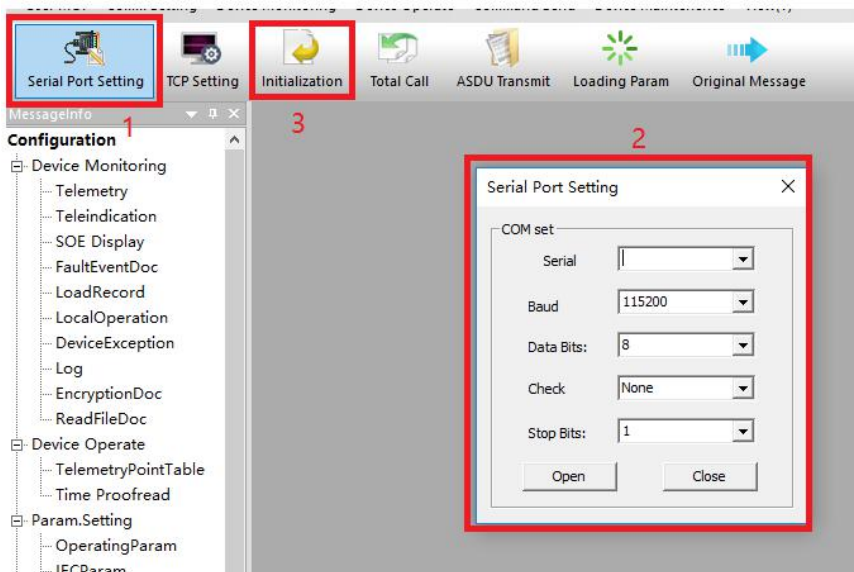 Serial Port Setting
TCP Setting
Initialization
Total Call
ASDU Transmit
Loading Param
Original Message
MessageInfo
1
3
2
Configuration
Device Monitoring
Telemetry
Teleindication
SOE Display
FaultEventDoc
LoadRecord
LocalOperation
DeviceException
Log
EncryptionDoc
ReadFileDoc
Device Operate
TelemetryPointTable
Time Proofread
Param.Setting
OperatingParam
IECParam
Serial Port Setting
COM set
Serial
Baud 115200
Data Bits: 8
Check None
Stop Bits: 1
Open Close